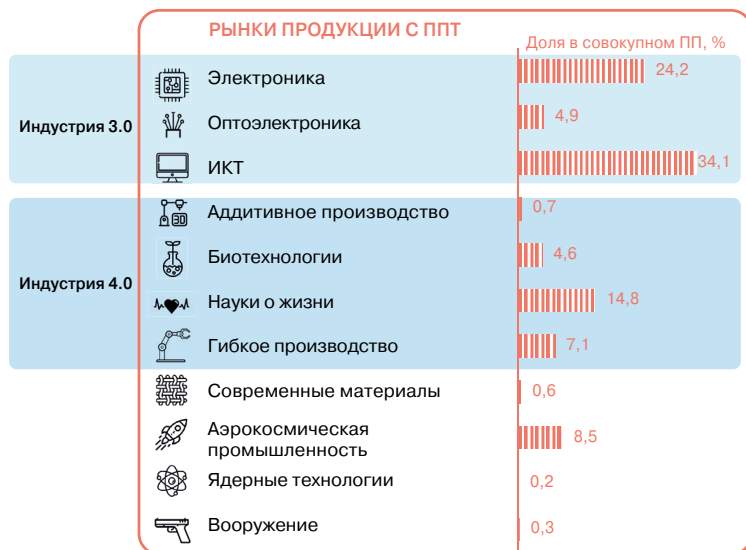 РЫНКИ ПРОДУКЦИИ С ППТ
Доля в совокупном ПП, %
Индустрия 3.0
Электроника 24,2
Оптоэлектроника 4,9
ИКТ 34,1
Индустрия 4.0
3D
Аддитивное производство 0,7
Биотехнологии 4,6
Науки о жизни 14,8
Гибкое производство 7,1
Современные материалы 0,6
Аэрокосмическая
промышленность 8,5
Ядерные технологии 0,2
Вооружение 0,3